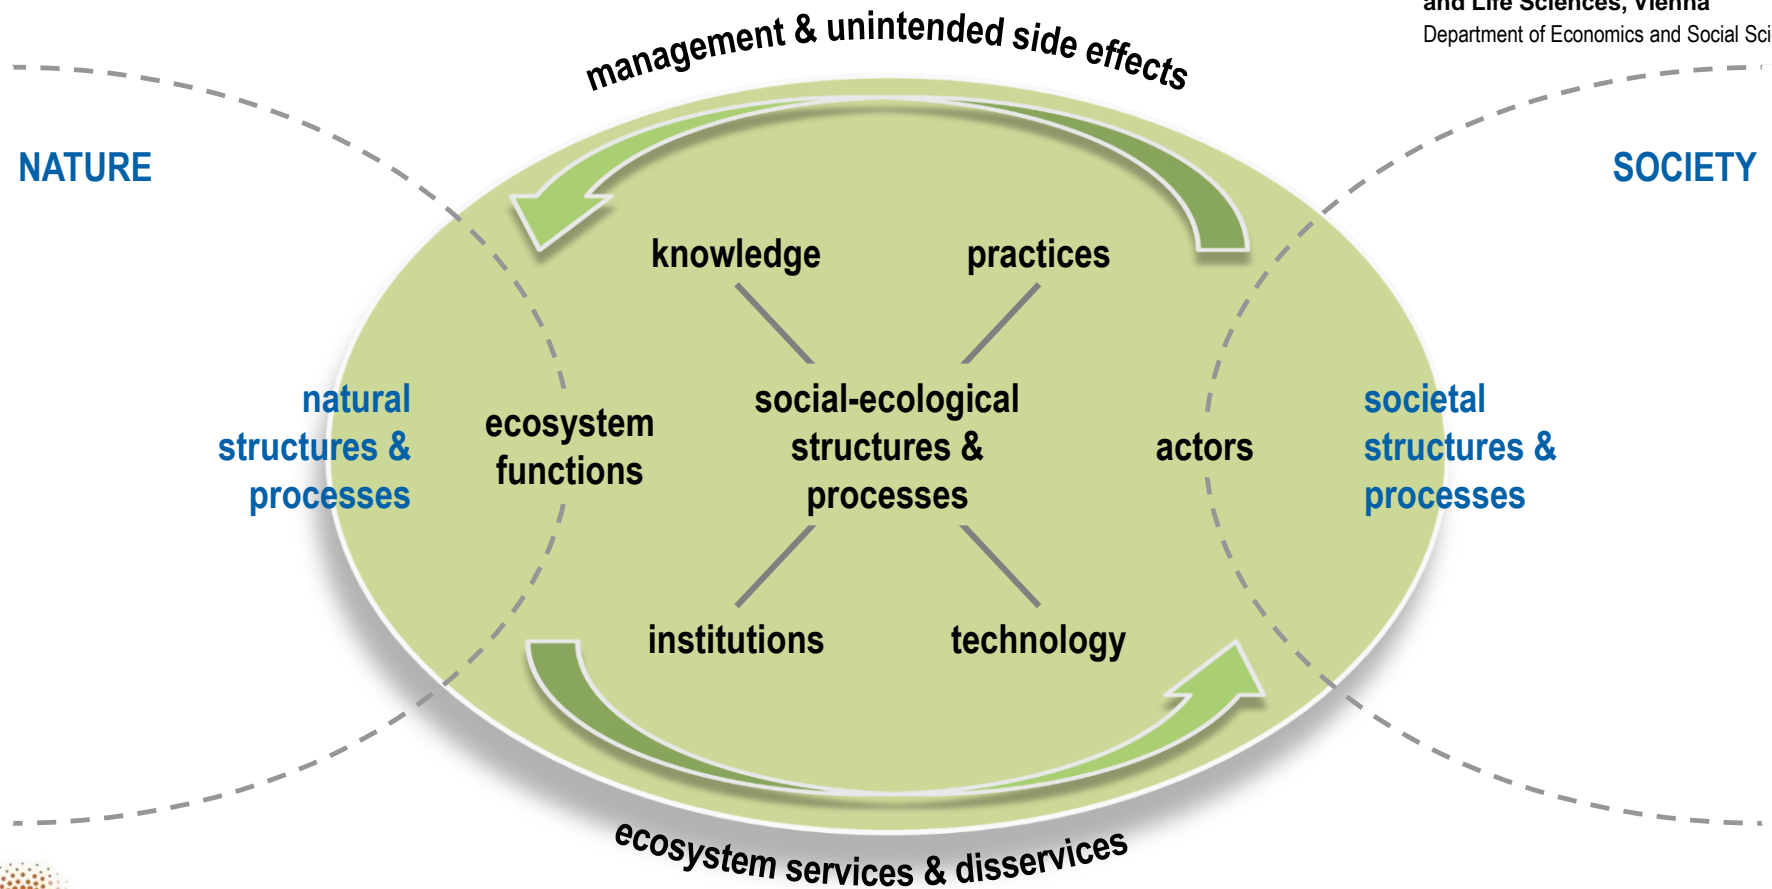 and Life Sciences, Vienna
Department of Economics and Social Sci
management & unintended side effects
NATURE
SOCIETY
knowledge
practices
natural
structures &
processes
ecosystem
functions
social-ecological
structures &
processes
actors
societal
structures &
processes
institutions
technology
ecosystem services & disservices